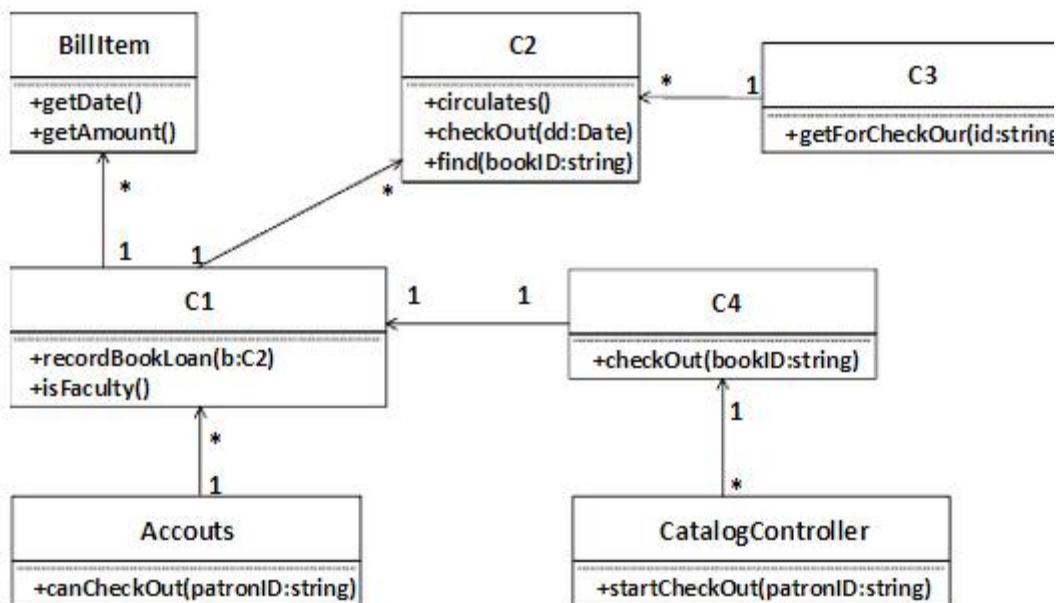 BillItem
+getDate()
+getAmount()
C2
+circulates()
+checkOut(dd:Date)
+find(bookID:string)
C3
+getForCheckOur(id:string
* 1
*
1
*
1
C1
+recordBookLoan(b:C2)
+isFaculty()
1 1
C4
+checkOut(bookID:string)
*
1
1
*
Accouts
+canCheckOut(patronID:string)
CatalogController
+startCheckOut(patronID:string)